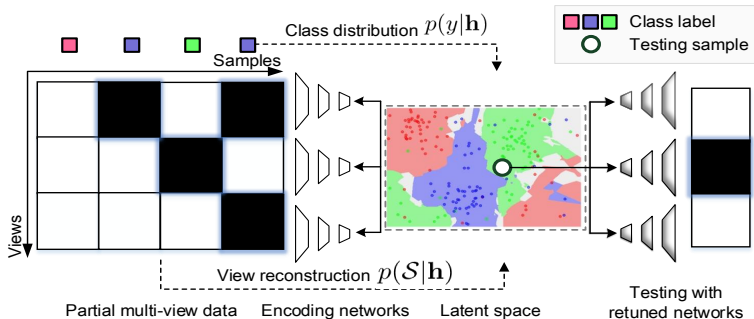 Class distribution p(y|h)
Class label
Testing sample
Samples
Views
View reconstruction p(S|h)
Partial multi-view data
Encoding networks
Latent space
Testing with
retuned networks